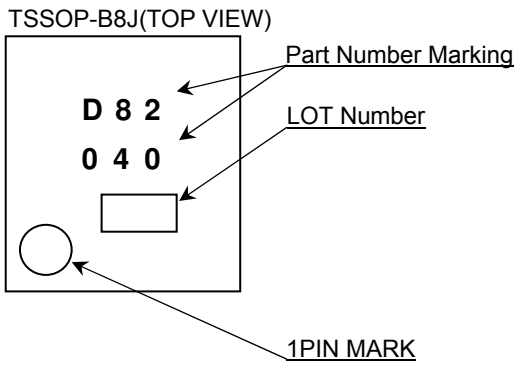 TSSOP-B8J(TOP VIEW)
Part Number Marking
D 8 2
LOT Number
0 4 0
1PIN MARK